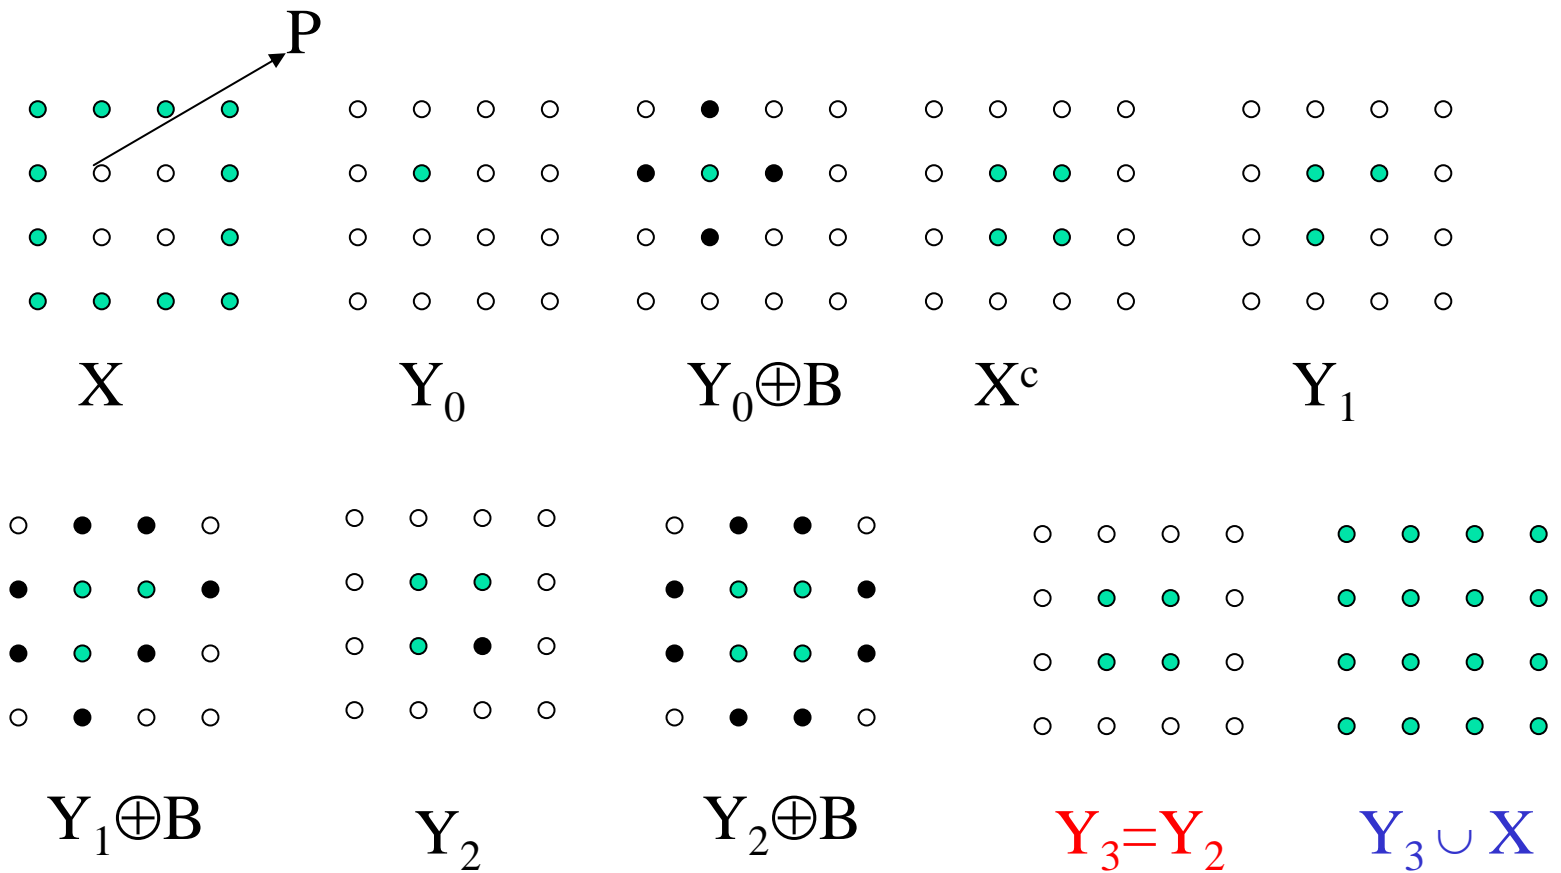 P
X Y₀ Y₀⊕B Xᶜ Y₁
Y₁⊕B Y₂ Y₂⊕B Y₃=Y₂ Y₃ ∪ X